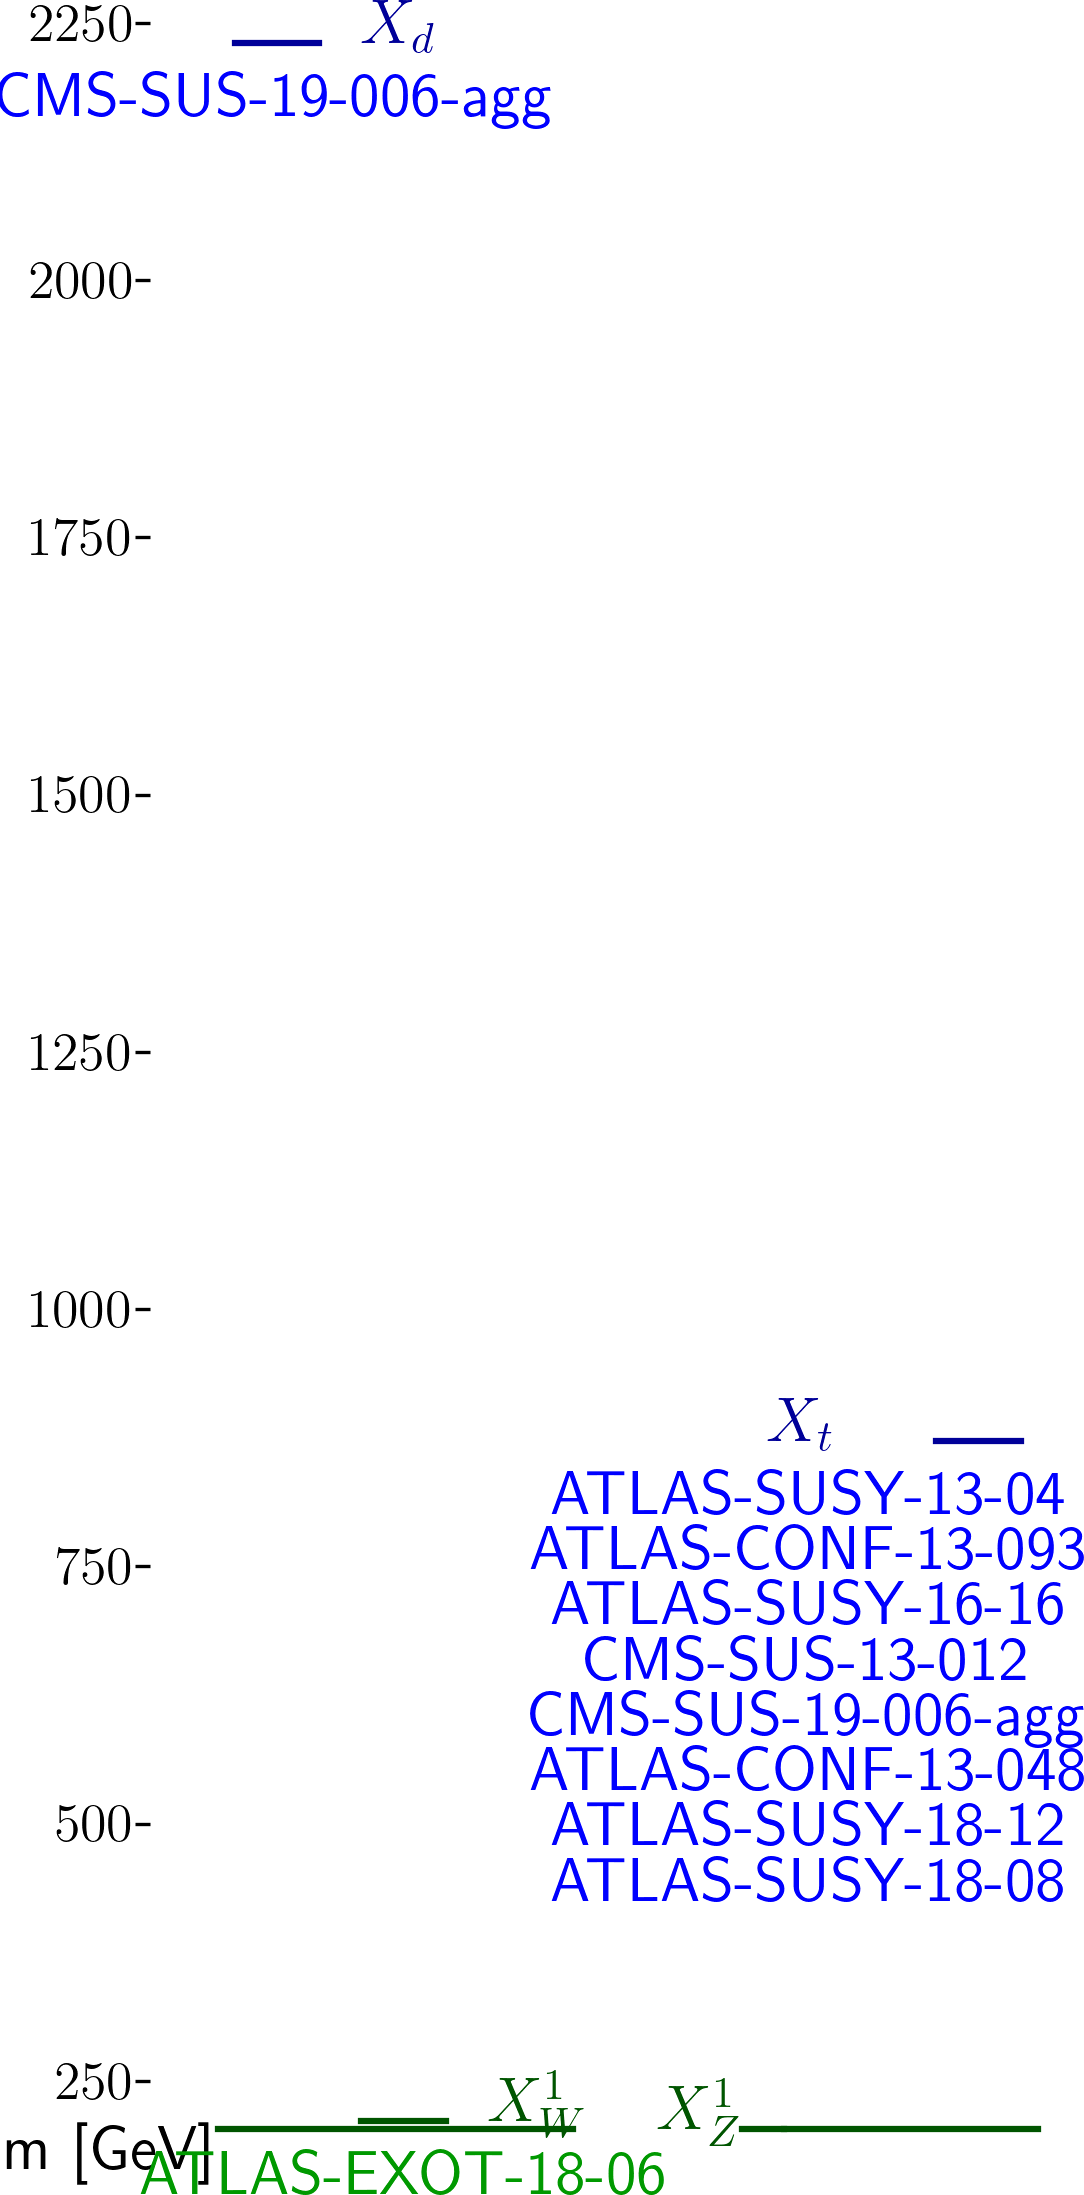 2250-
X_d
CMS-SUS-19-006-agg
2000-
1750-
1500-
1250-
1000-
X_t
ATLAS-SUSY-13-04
ATLAS-CONF-13-093
750-
ATLAS-SUSY-16-16
CMS-SUS-13-012
CMS-SUS-19-006-agg
ATLAS-CONF-13-048
500-
ATLAS-SUSY-18-12
ATLAS-SUSY-18-08
250-
X_W^1
X_Z^1
m [GeV]
ATLAS-EXOT-18-06